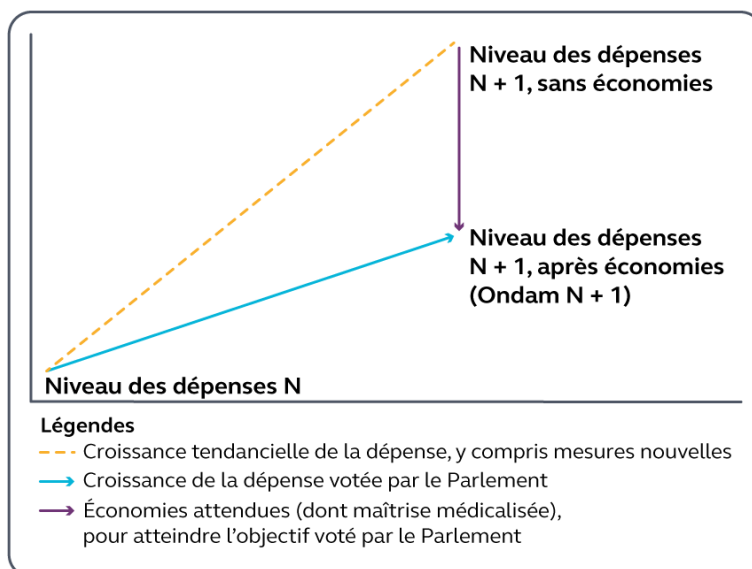 Niveau des dépenses
N + 1, sans économies
Niveau des dépenses
N + 1, après économies
(Ondam N + 1)
Niveau des dépenses N
Légendes
Croissance tendancielle de la dépense, y compris mesures nouvelles
Croissance de la dépense votée par le Parlement
Économies attendues (dont maîtrise médicalisée),
pour atteindre l’objectif voté par le Parlement